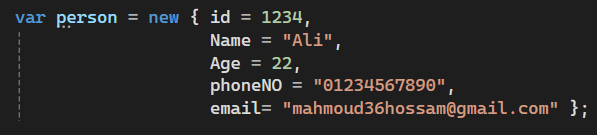 var person = new { id = 1234,
Name = "Ali",
Age = 22,
phoneNO = "01234567890",
email= "mahmoud36hossam@gmail.com" };